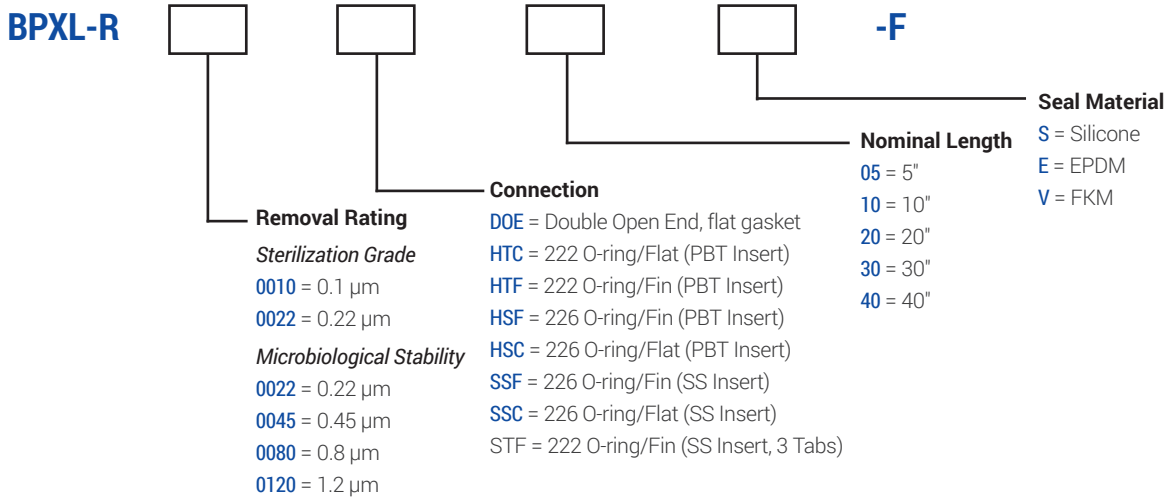 BPXL-R -F
Removal Rating
Sterilization Grade
0010 = 0.1 µm
0022 = 0.22 µm
Microbiological Stability
0022 = 0.22 µm
0045 = 0.45 µm
0080 = 0.8 µm
0120 = 1.2 µm
Connection
DOE = Double Open End, flat gasket
HTC = 222 O-ring/Flat (PBT Insert)
HTF = 222 O-ring/Fin (PBT Insert)
HSF = 226 O-ring/Fin (PBT Insert)
HSC = 226 O-ring/Flat (PBT Insert)
SSF = 226 O-ring/Fin (SS Insert)
SSC = 226 O-ring/Flat (SS Insert)
STF = 222 O-ring/Fin (SS Insert, 3 Tabs)
Nominal Length
05 = 5"
10 = 10"
20 = 20"
30 = 30"
40 = 40"
Seal Material
S = Silicone
E = EPDM
V = FKM